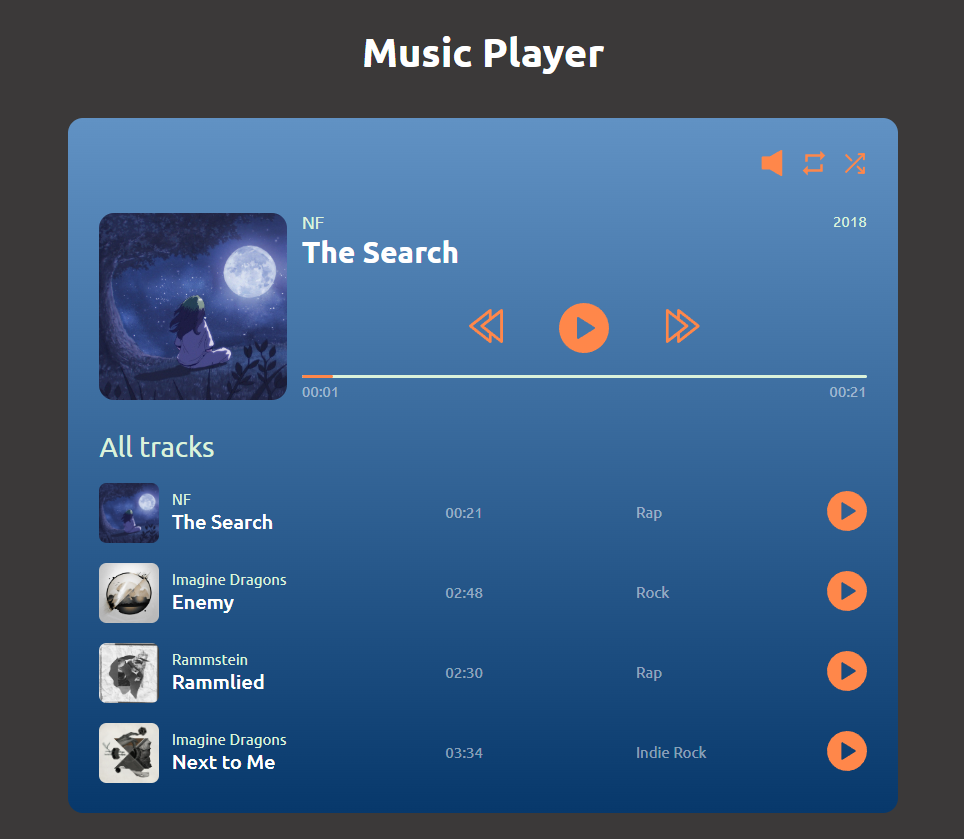 Music Player
NF
2018
The Search
00:01
00:21
All tracks
NF
The Search
00:21
Rap
Imagine Dragons
Enemy
02:48
Rock
Rammstein
Rammlied
02:30
Rap
Imagine Dragons
Next to Me
03:34
Indie Rock